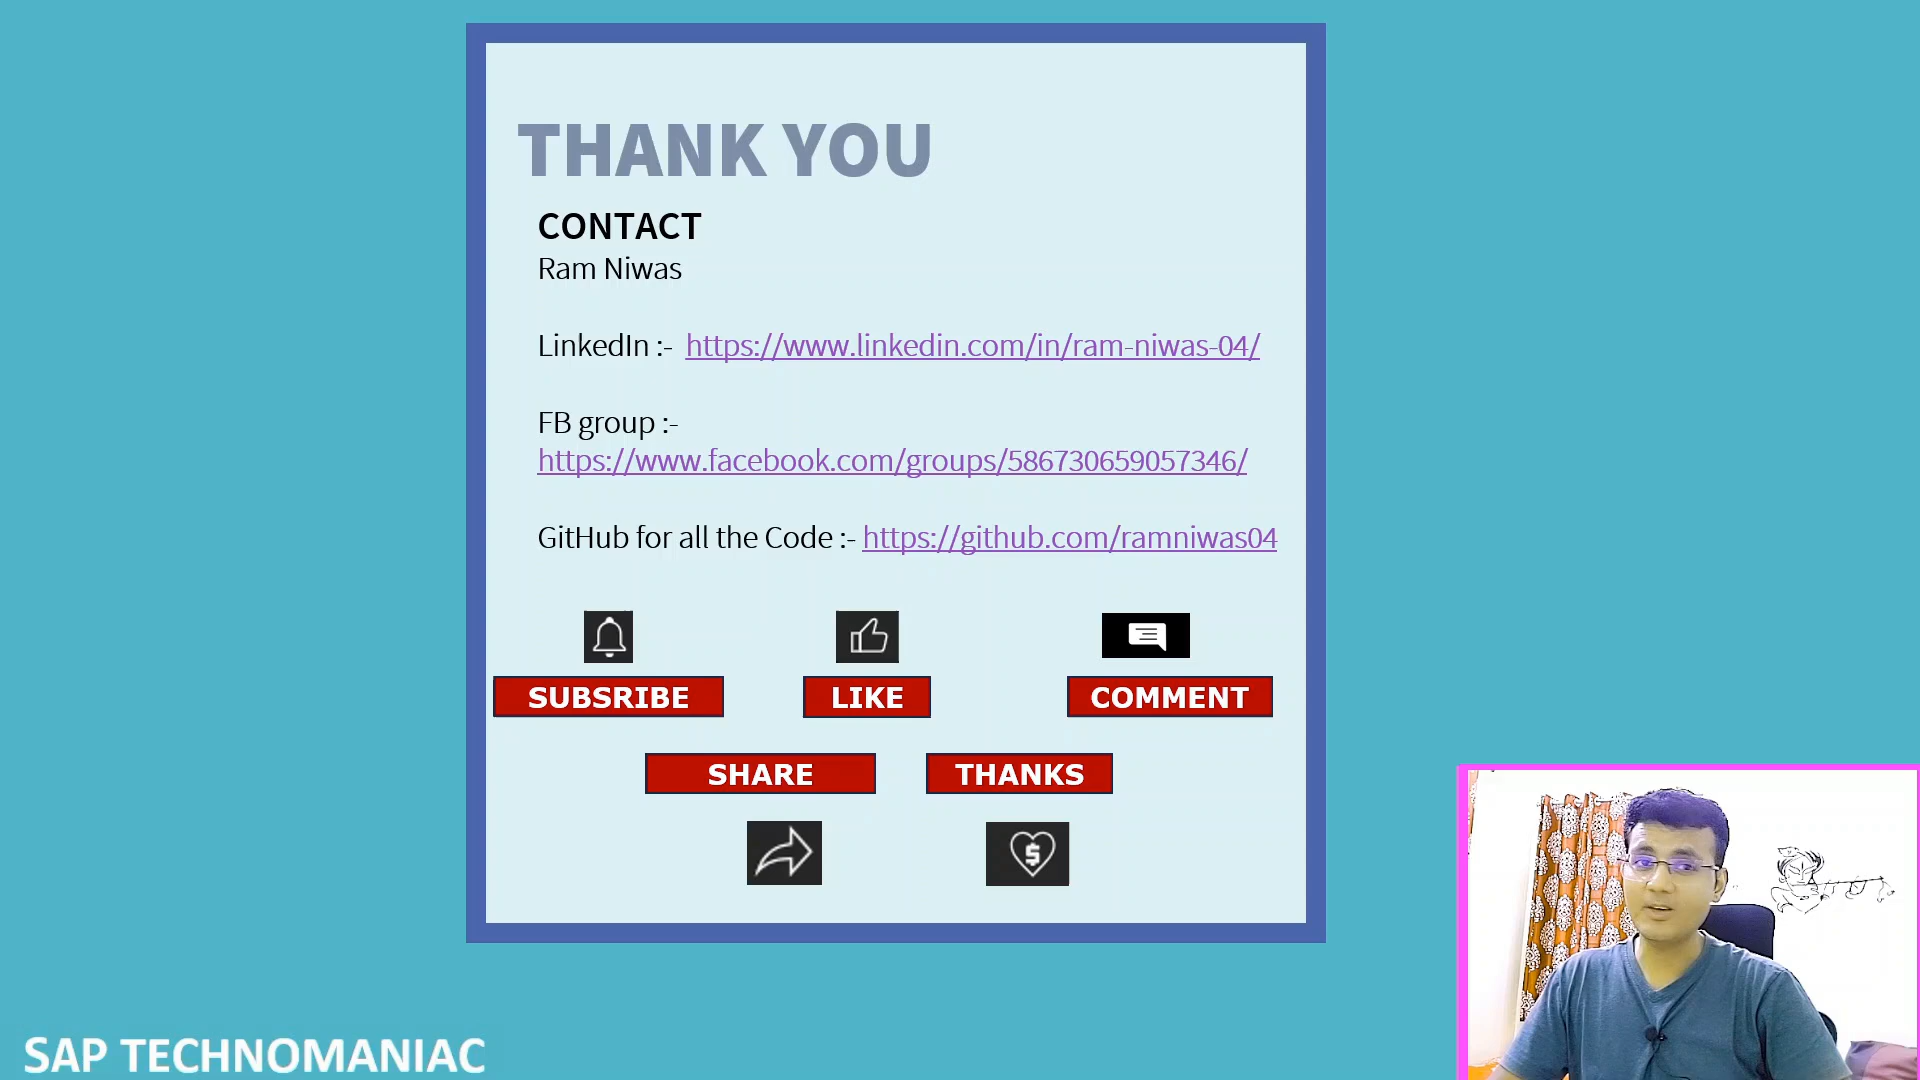 THANK YOU
CONTACT
Ram Niwas
LinkedIn :- https://www.linkedin.com/in/ram-niwas-04/
FB group :-
https://www.facebook.com/groups/586730659057346/
GitHub for all the Code :- https://github.com/ramniwas04
SUBSRIBE LIKE COMMENT
SHARE THANKS
$
SAP TECHNOMANIAC